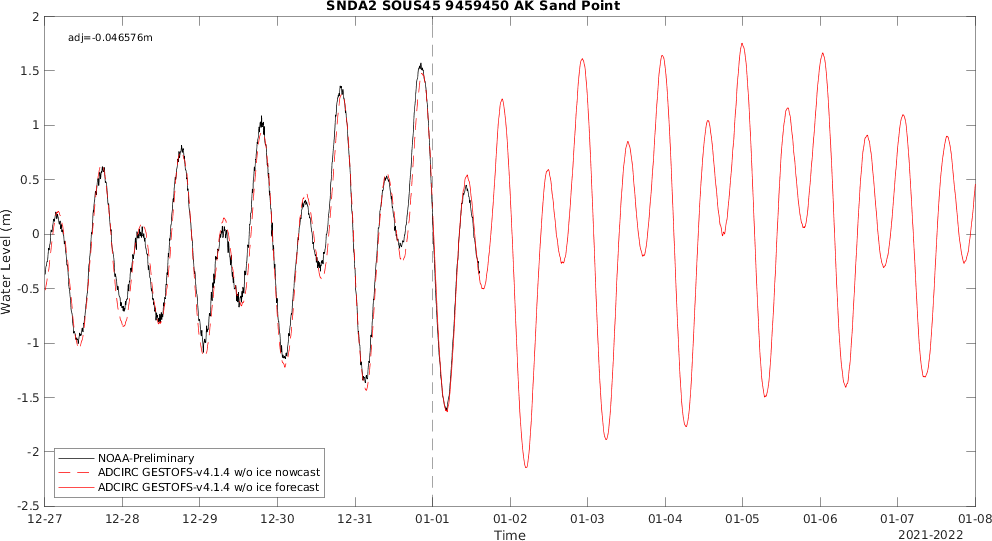 SNDA2 SOUS45 9459450 AK Sand Point
adj=-0.046576m
2
1.5
1
0.5
0
-0.5
-1
-1.5
-2
-2.5
Water Level (m)
NOAA-Preliminary
ADCIRC GESTOFS-v4.1.4 w/o ice nowcast
ADCIRC GESTOFS-v4.1.4 w/o ice forecast
12-27 12-28 12-29 12-30 12-31 01-01 01-02 01-03 01-04 01-05 01-06 01-07 01-08
Time
2021-2022